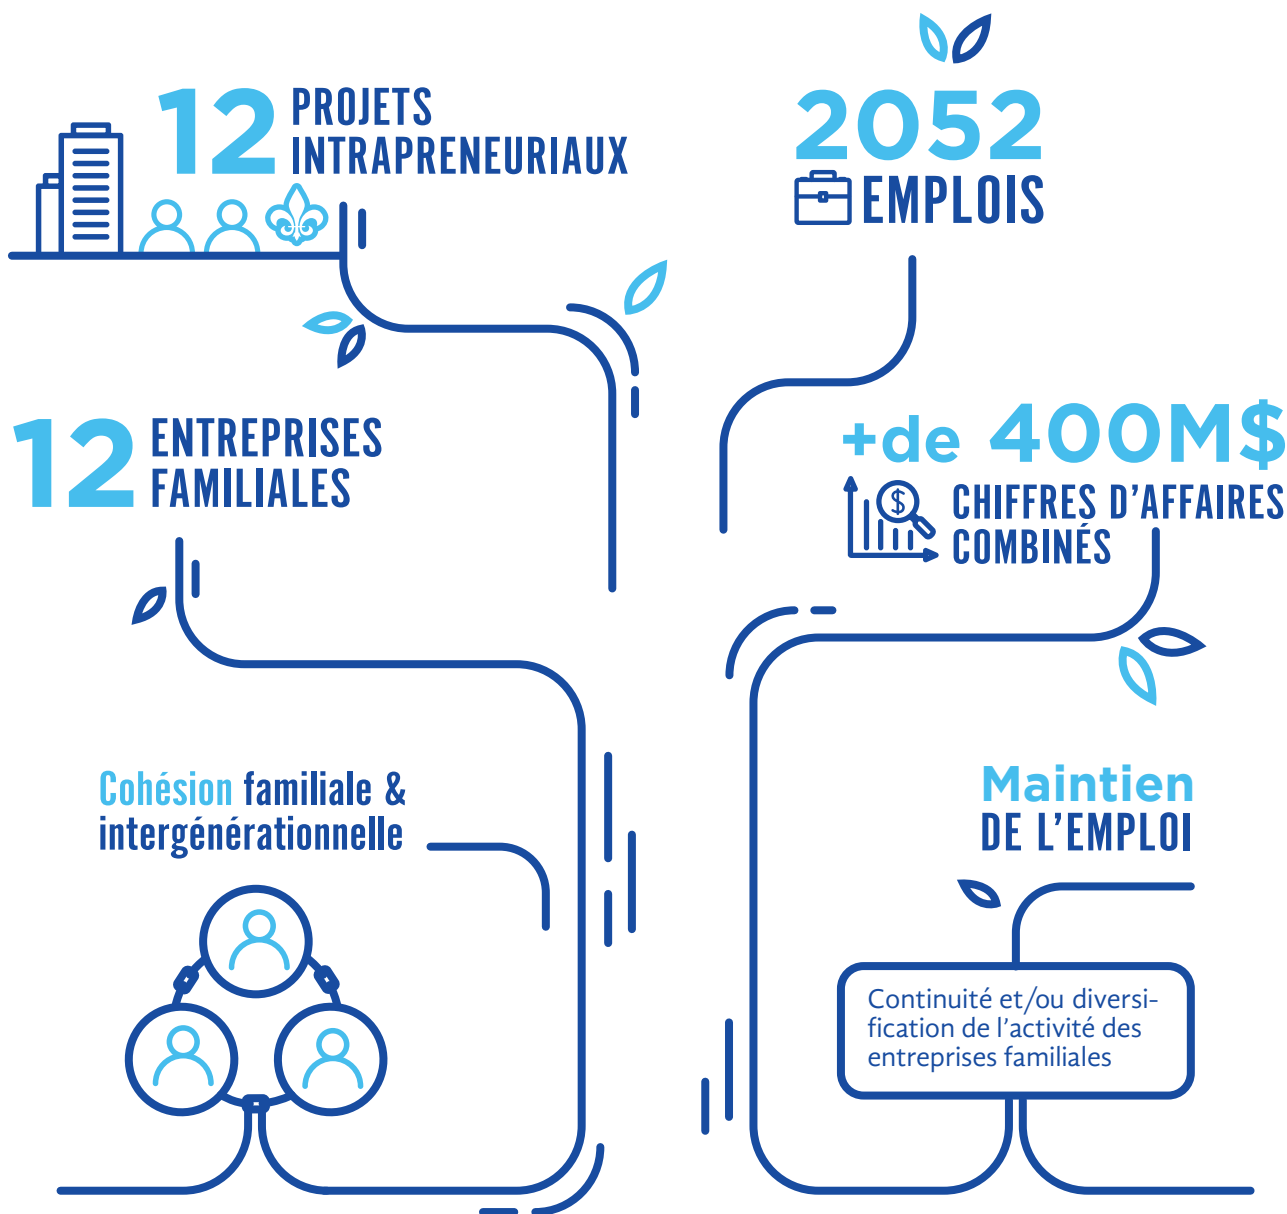 12 PROJETS
INTRAPRENEURIAUX
2052
EMPLOIS
12 ENTREPRISES
FAMILIALES
+de 400M$
$
CHIFFRES D'AFFAIRES
COMBINÉS
Cohésion familiale &
intergénérationnelle
Maintien
DE L'EMPLOI
Continuité et/ou diversi-
fication de l'activité des
entreprises familiales